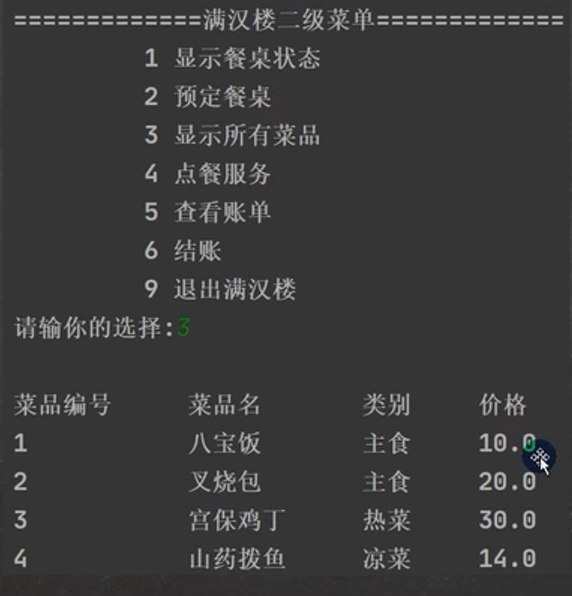 =============满汉楼二级菜单=============
1 显示餐桌状态
2 预定餐桌
3 显示所有菜品
4 点餐服务
5 查看账单
6 结账
9 退出满汉楼
请输你的选择:3
菜品编号 菜品名 类别 价格
1 八宝饭 主食 10.0
2 叉烧包 主食 20.0
3 宫保鸡丁 热菜 30.0
4 山药拨鱼 凉菜 14.0